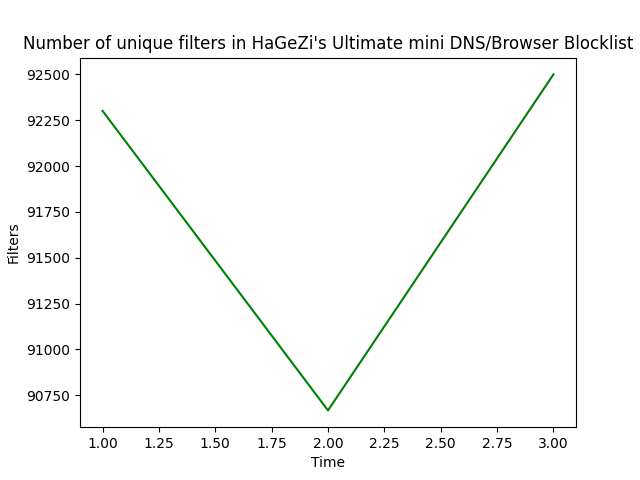 Number of unique filters in HaGeZi's Ultimate mini DNS/Browser Blocklist
92500
92250
92000
91750
91500
91250
91000
90750
Filters
1.00 1.25 1.50 1.75 2.00 2.25 2.50 2.75 3.00
Time